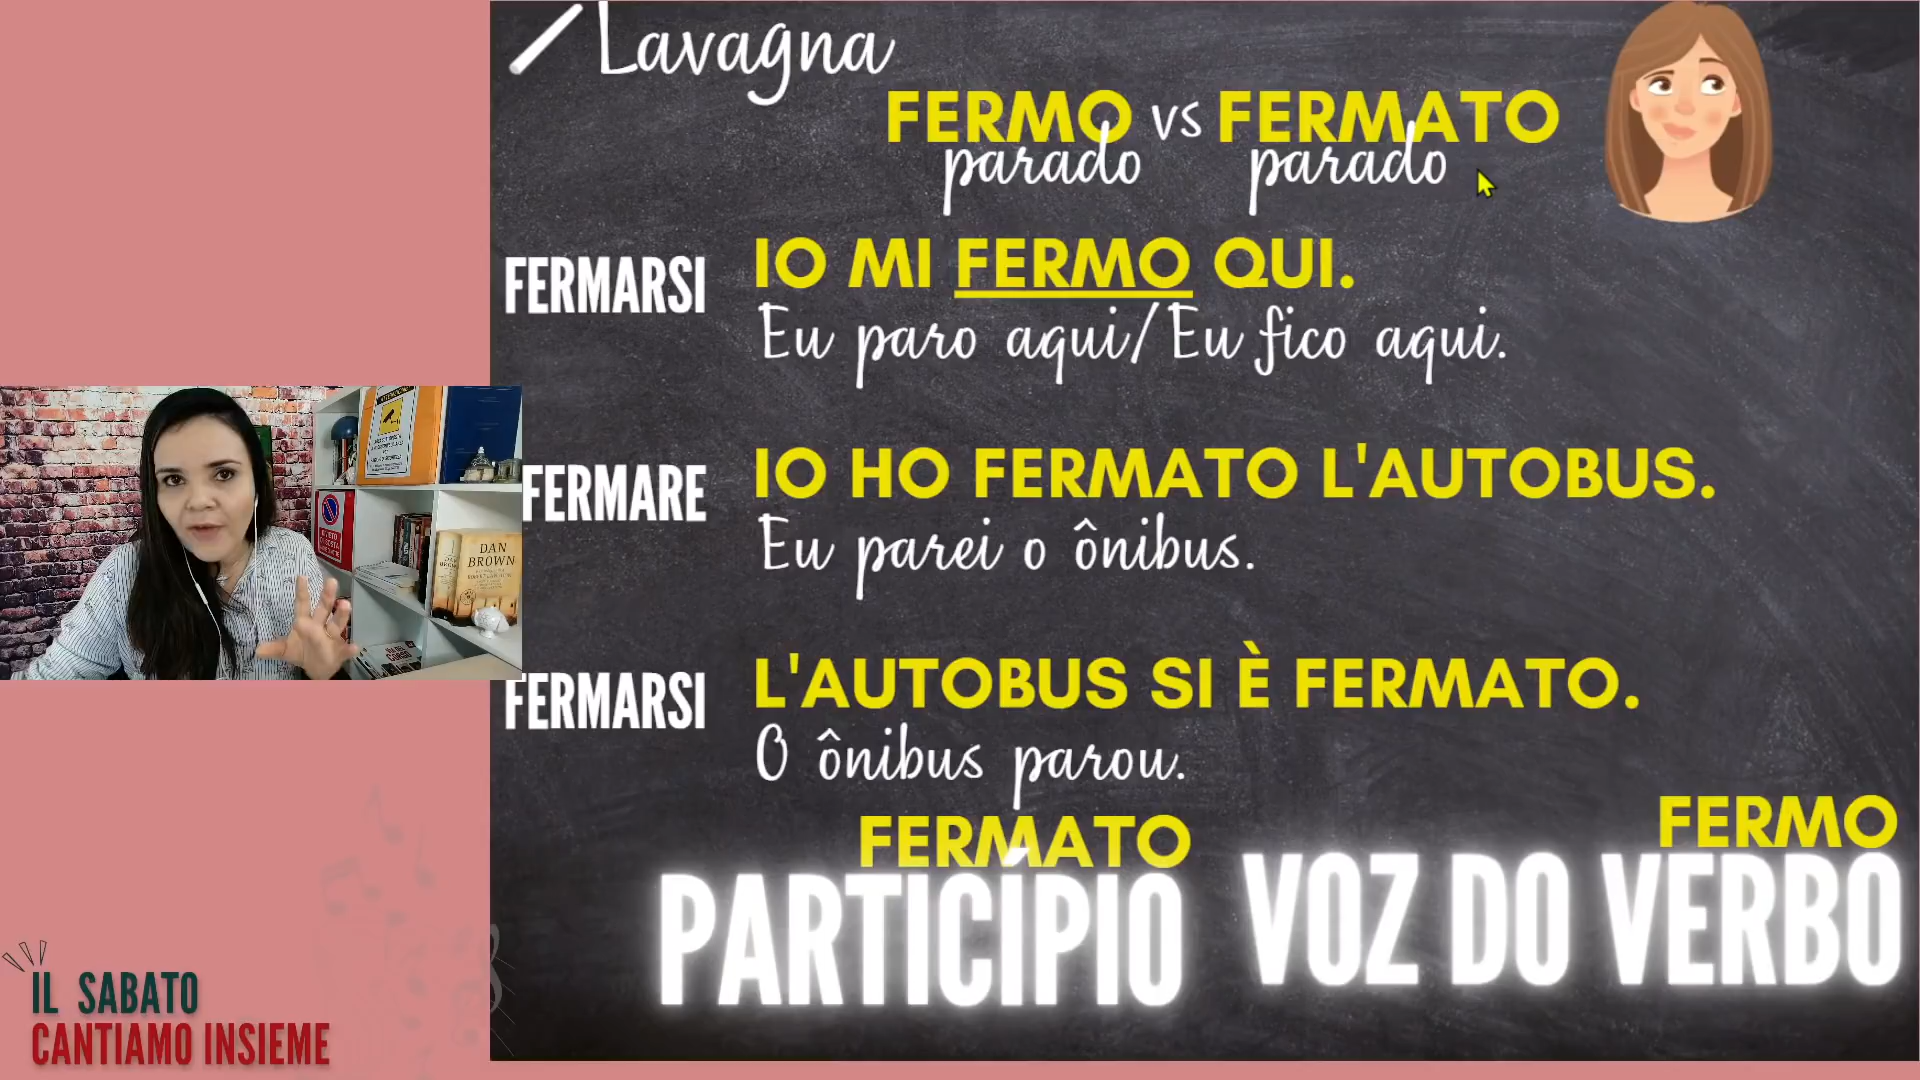 Lavagna
FERMO vs FERMATO
parado parado
FERMARSI IO MI FERMO QUI.
Eu paro aqui/Eu fico aqui.
FERMARE IO HO FERMATO L'AUTOBUS.
Eu parei o ônibus.
FERMARSI L'AUTOBUS SI È FERMATO.
O ônibus parou.
FERMATO FERMO
PARTICÍPIO VOZ DO VERBO
DAN
BROWN
IL SABATO
CANTIAMO INSIEME